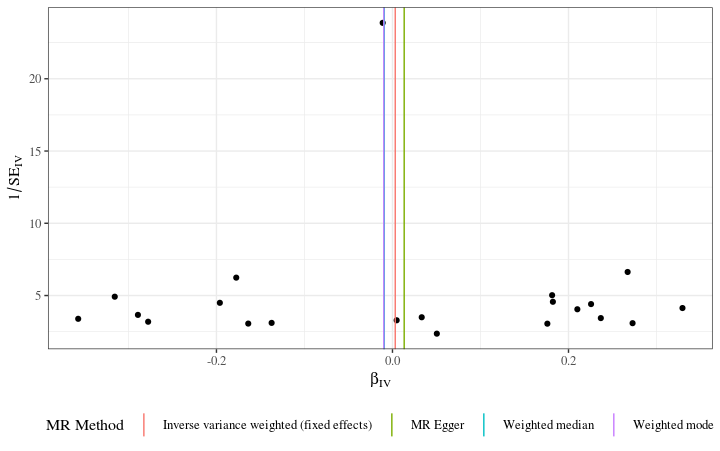 20
15
10
5
1/SE_IV
-0.2 0.0 0.2
β_IV
MR Method Inverse variance weighted (fixed effects) MR Egger Weighted median Weighted mode